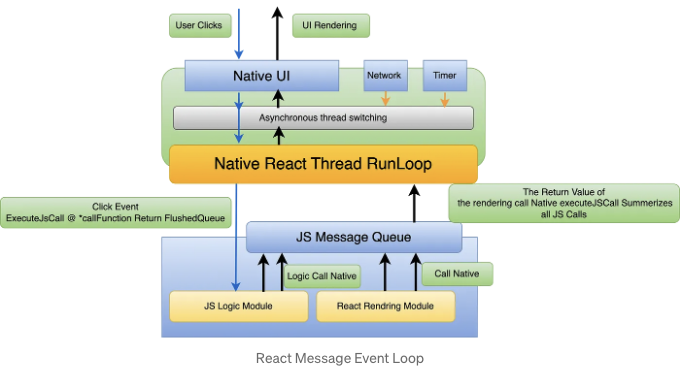 User Clicks
UI Rendering
Native UI
Network
Timer
Asynchronous thread switching
Native React Thread RunLoop
Click Event
ExecuteJsCall @ *callFunction Return FlushedQueue
The Return Value of
the rendering call Native executeJSCall Summerizes
all JS Calls
JS Message Queue
Logic Call Native
Call Native
JS Logic Module
React Rendring Module
React Message Event Loop